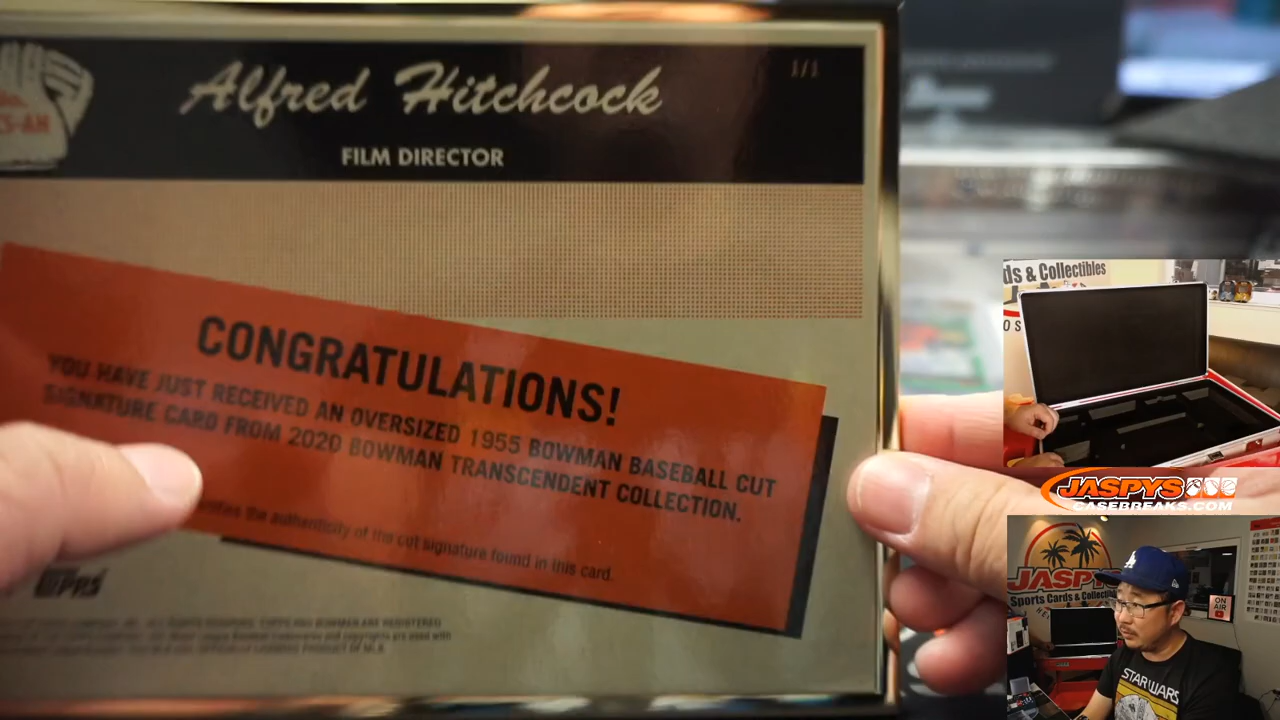 Alfred Hitchcock
1/1
FILM DIRECTOR
CONGRATULATIONS!
YOU HAVE JUST RECEIVED AN OVERSIZED 1955 BOWMAN BASEBALL CUT
SIGNATURE CARD FROM 2020 BOWMAN TRANSCENDENT COLLECTION.
the authenticity of the cut signature found in this card.
TOPPS
ds & Collectibles
JASPYS
CASEBREAKS.COM
JASPYS
Sports Cards & Collectib
ON
AIR
STAR WARS